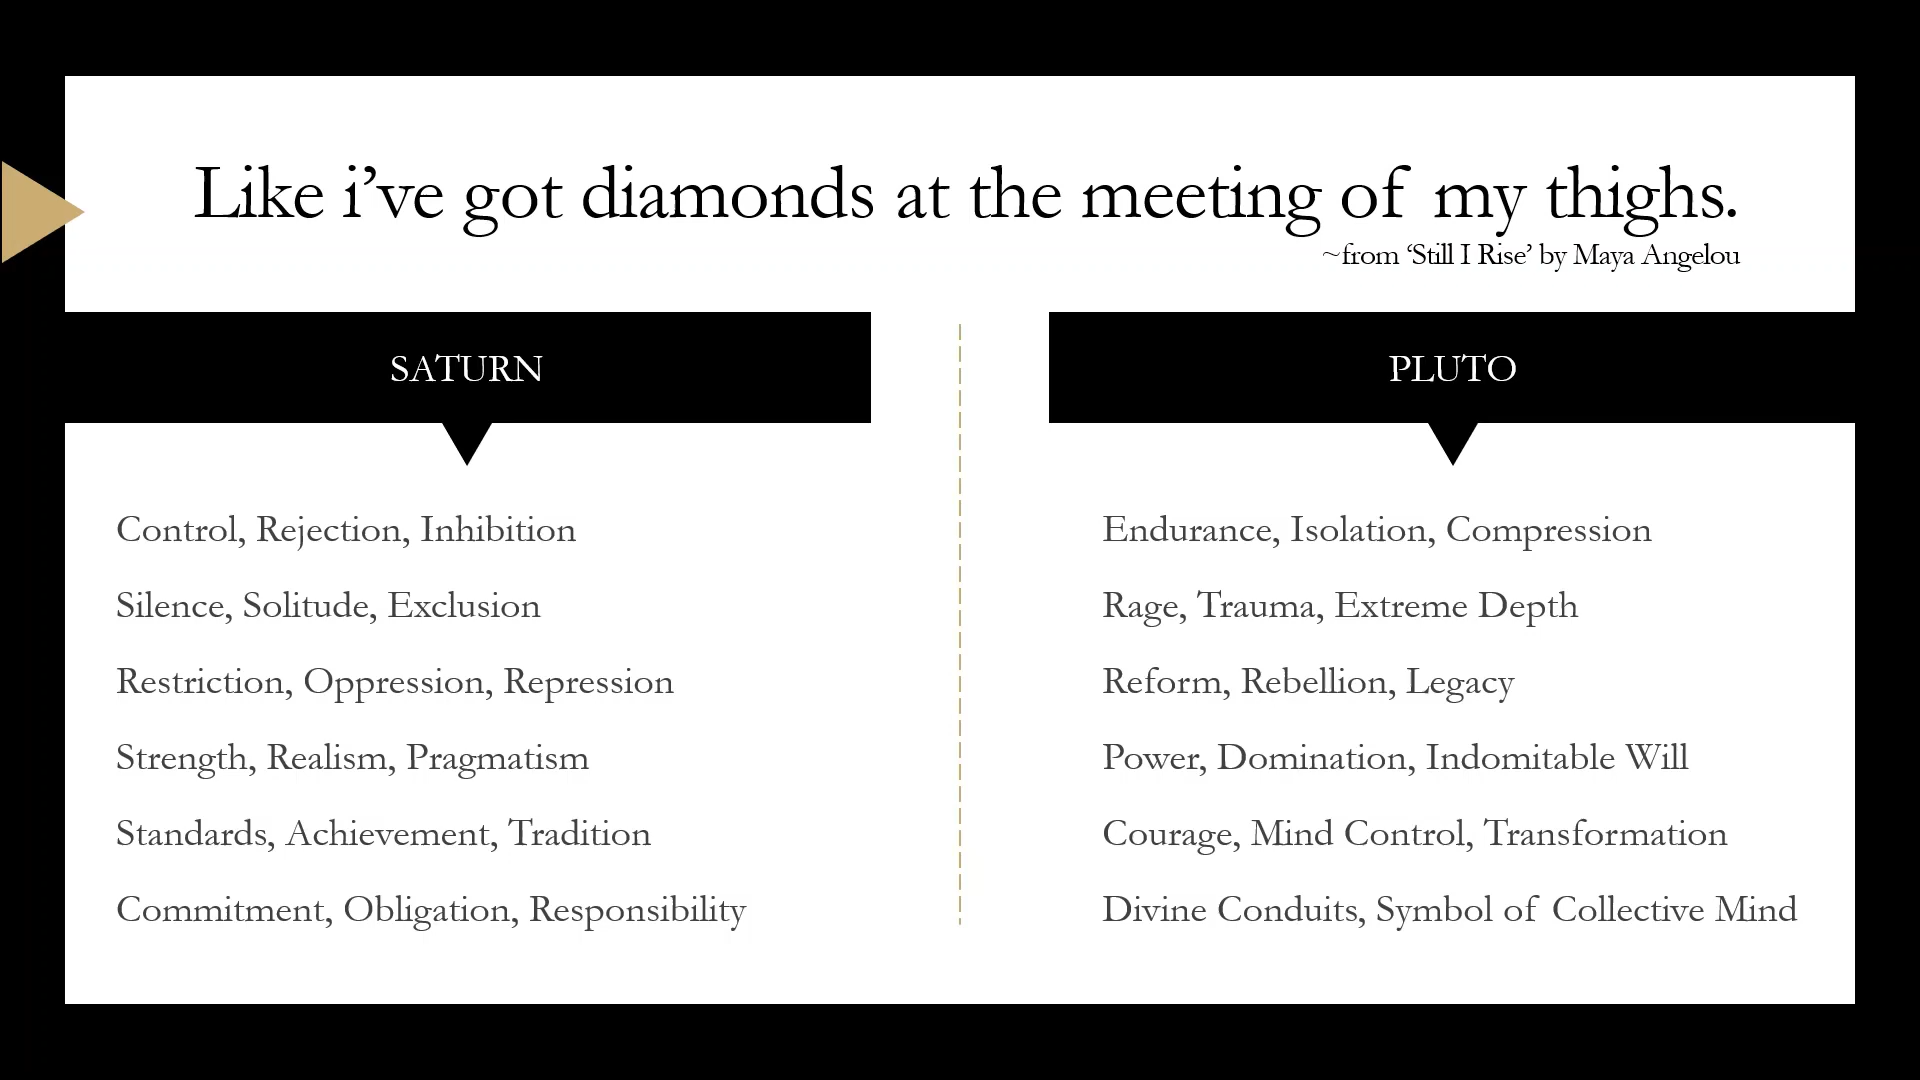 Like i’ve got diamonds at the meeting of my thighs.
~from ‘Still I Rise’ by Maya Angelou
SATURN
Control, Rejection, Inhibition
Silence, Solitude, Exclusion
Restriction, Oppression, Repression
Strength, Realism, Pragmatism
Standards, Achievement, Tradition
Commitment, Obligation, Responsibility
PLUTO
Endurance, Isolation, Compression
Rage, Trauma, Extreme Depth
Reform, Rebellion, Legacy
Power, Domination, Indomitable Will
Courage, Mind Control, Transformation
Divine Conduits, Symbol of Collective Mind